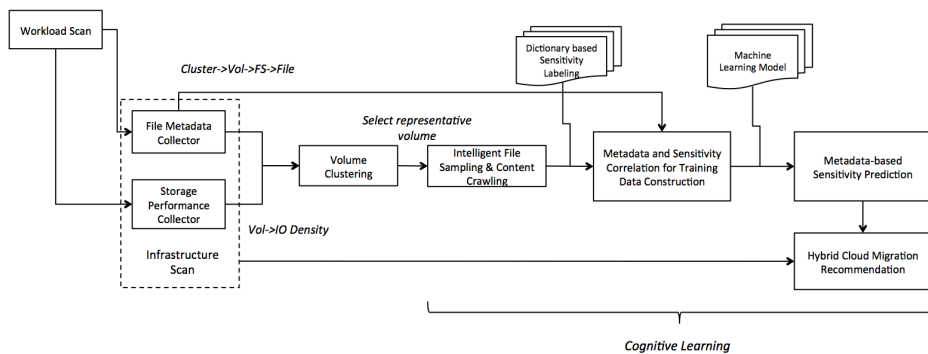 Workload Scan
Cluster->Vol->FS->File
Dictionary based
Sensitivity
Labeling
Machine
Learning Model
File Metadata
Collector
Select representative
volume
Volume
Clustering
Intelligent File
Sampling & Content
Crawling
Metadata and Sensitivity
Correlation for Training
Data Construction
Metadata-based
Sensitivity Prediction
Storage
Performance
Collector
Vol->IO Density
Infrastructure
Scan
Hybrid Cloud Migration
Recommendation
Cognitive Learning